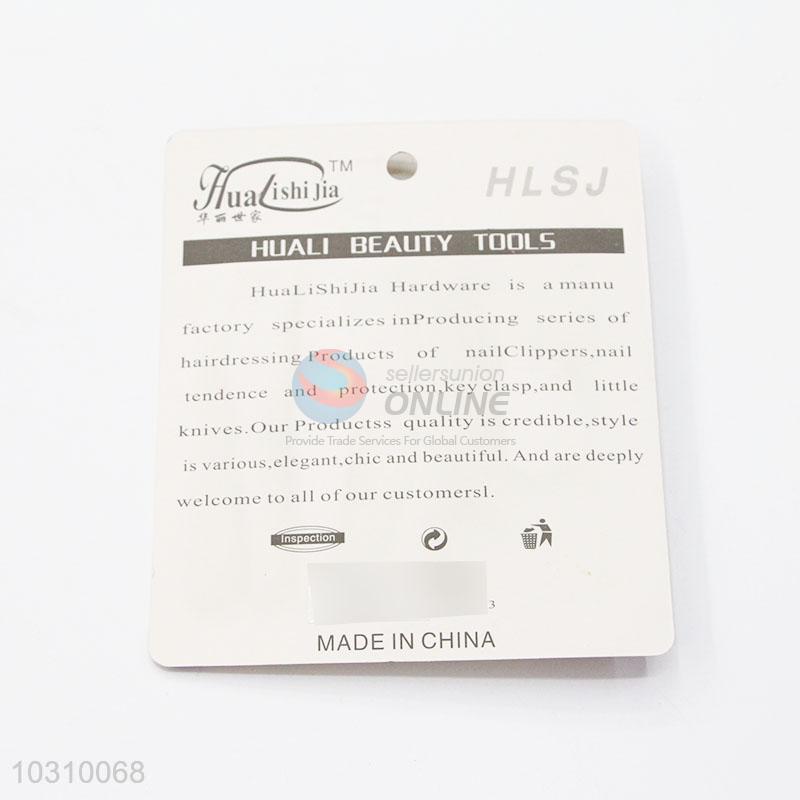 HuaLishiJia TM
华丽世家
HLSJ
HUALI BEAUTY TOOLS
HuaLiShiJia Hardware is a manu
factory specializes inProducing series of
hairdressing Products of nailClippers,nail
tendence and protection,key clasp,and little
knives.Our Productss quality is credible,style
is various,elegant,chic and beautiful. And are deeply
welcome to all of our customersl.
sellersunion
ONLINE
Provide Trade Services For Global Customers
Inspection
3
MADE IN CHINA
10310068